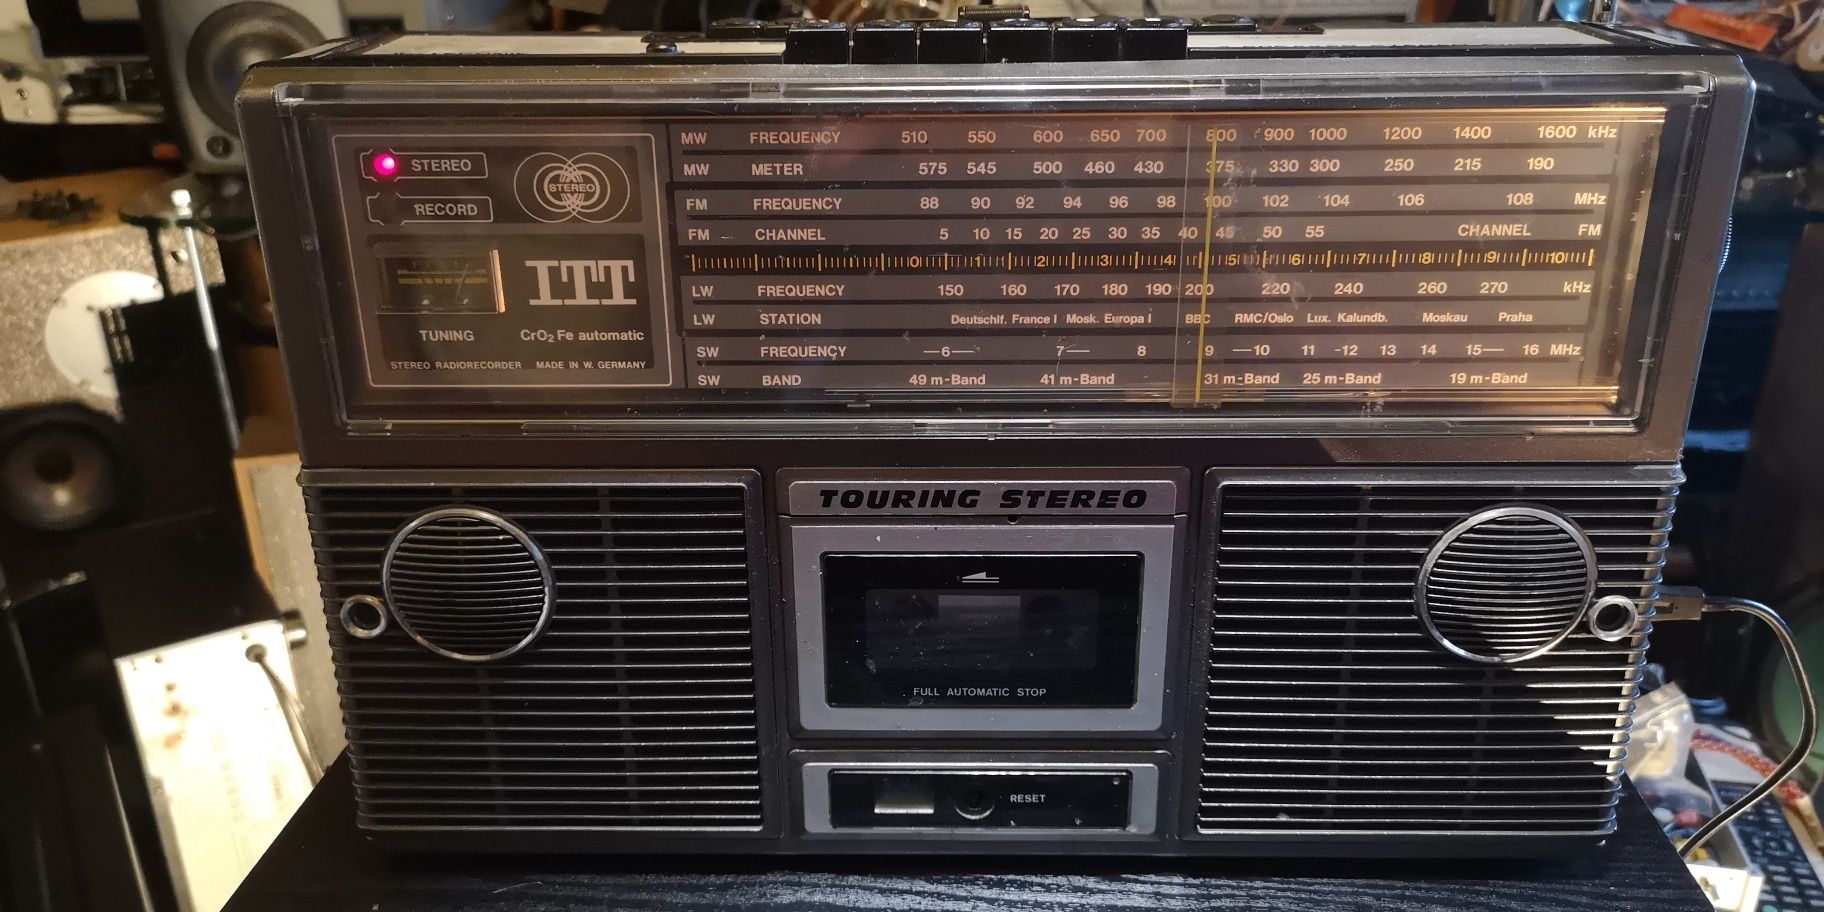 STEREO
RECORD
STEREO
ITT
TUNING
CrO2 Fe automatic
STEREO RADIORECORDER MADE IN W. GERMANY
MW FREQUENCY 510 550 600 650 700 800 900 1000 1200 1400 1600 kHz
MW METER 575 545 500 460 430 375 330 300 250 215 190
FM FREQUENCY 88 90 92 94 96 98 100 102 104 106 108 MHz
FM CHANNEL 5 10 15 20 25 30 35 40 45 50 55 CHANNEL FM
0 1 2 3 4 5 6 7 8 9 10
LW FREQUENCY 150 160 170 180 190 200 220 240 260 270 kHz
LW STATION Deutschlf. France I Mosk. Europa I BBC RMC/Oslo Lux. Kalundb. Moskau Praha
SW FREQUENCY —6— 7— 8 9 —10 11 -12 13 14 15— 16 MHz
SW BAND 49 m-Band 41 m-Band 31 m-Band 25 m-Band 19 m-Band
TOURING STEREO
FULL AUTOMATIC STOP
RESET